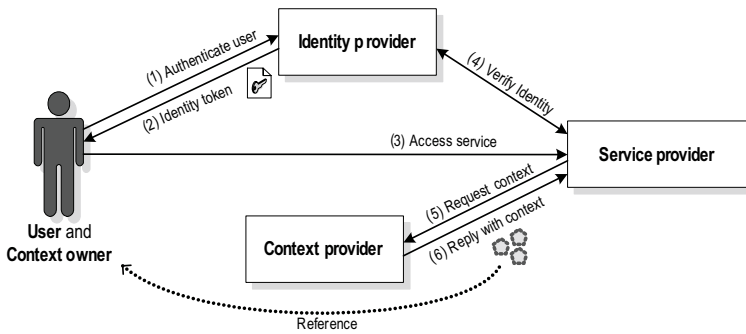 Identity provider
(1) Authenticate user
(2) Identity token
(4) Verify Identity
(3) Access service
Service provider
(5) Request context
(6) Reply with context
Context provider
User and
Context owner
Reference